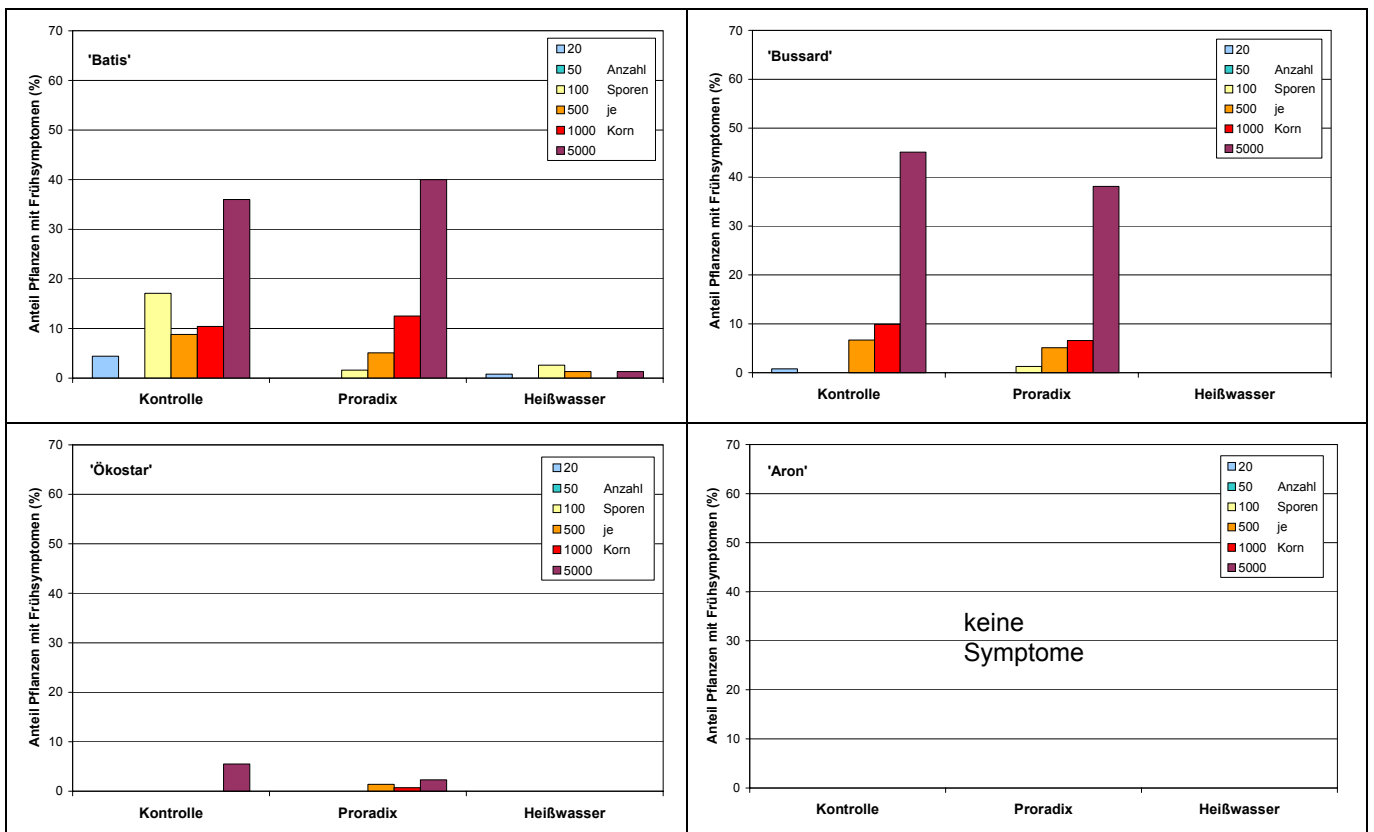 Anteil Pflanzen mit Frühsymptomen (%)
70
60
50
40
30
20
10
0
'Batis'
20
50 Anzahl
100 Sporen
500 je
1000 Korn
5000
Kontrolle Proradix Heißwasser
Anteil Pflanzen mit Frühsymptomen (%)
70
60
50
40
30
20
10
0
'Bussard'
20
50 Anzahl
100 Sporen
500 je
1000 Korn
5000
Kontrolle Proradix Heißwasser
Anteil Pflanzen mit Frühsymptomen (%)
70
60
50
40
30
20
10
0
'Ökostar'
20
50 Anzahl
100 Sporen
500 je
1000 Korn
5000
Kontrolle Proradix Heißwasser
Anteil Pflanzen mit Frühsymptomen (%)
70
60
50
40
30
20
10
0
'Aron'
20
50 Anzahl
100 Sporen
500 je
1000 Korn
5000
keine
Symptome
Kontrolle Proradix Heißwasser